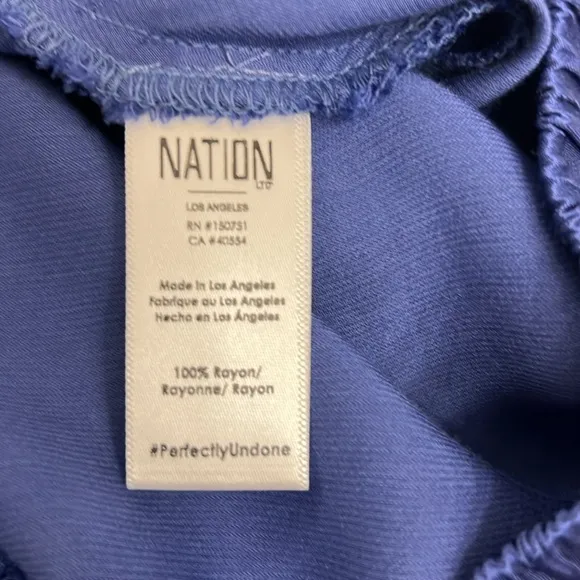 NATION
LTD
LOS ANGELES
RN #150751
CA #40554
Made in Los Angeles
Fabrique au Los Angeles
Hecho en Los Ángeles
100% Rayon/
Rayonne/ Rayon
#PerfectlyUndone